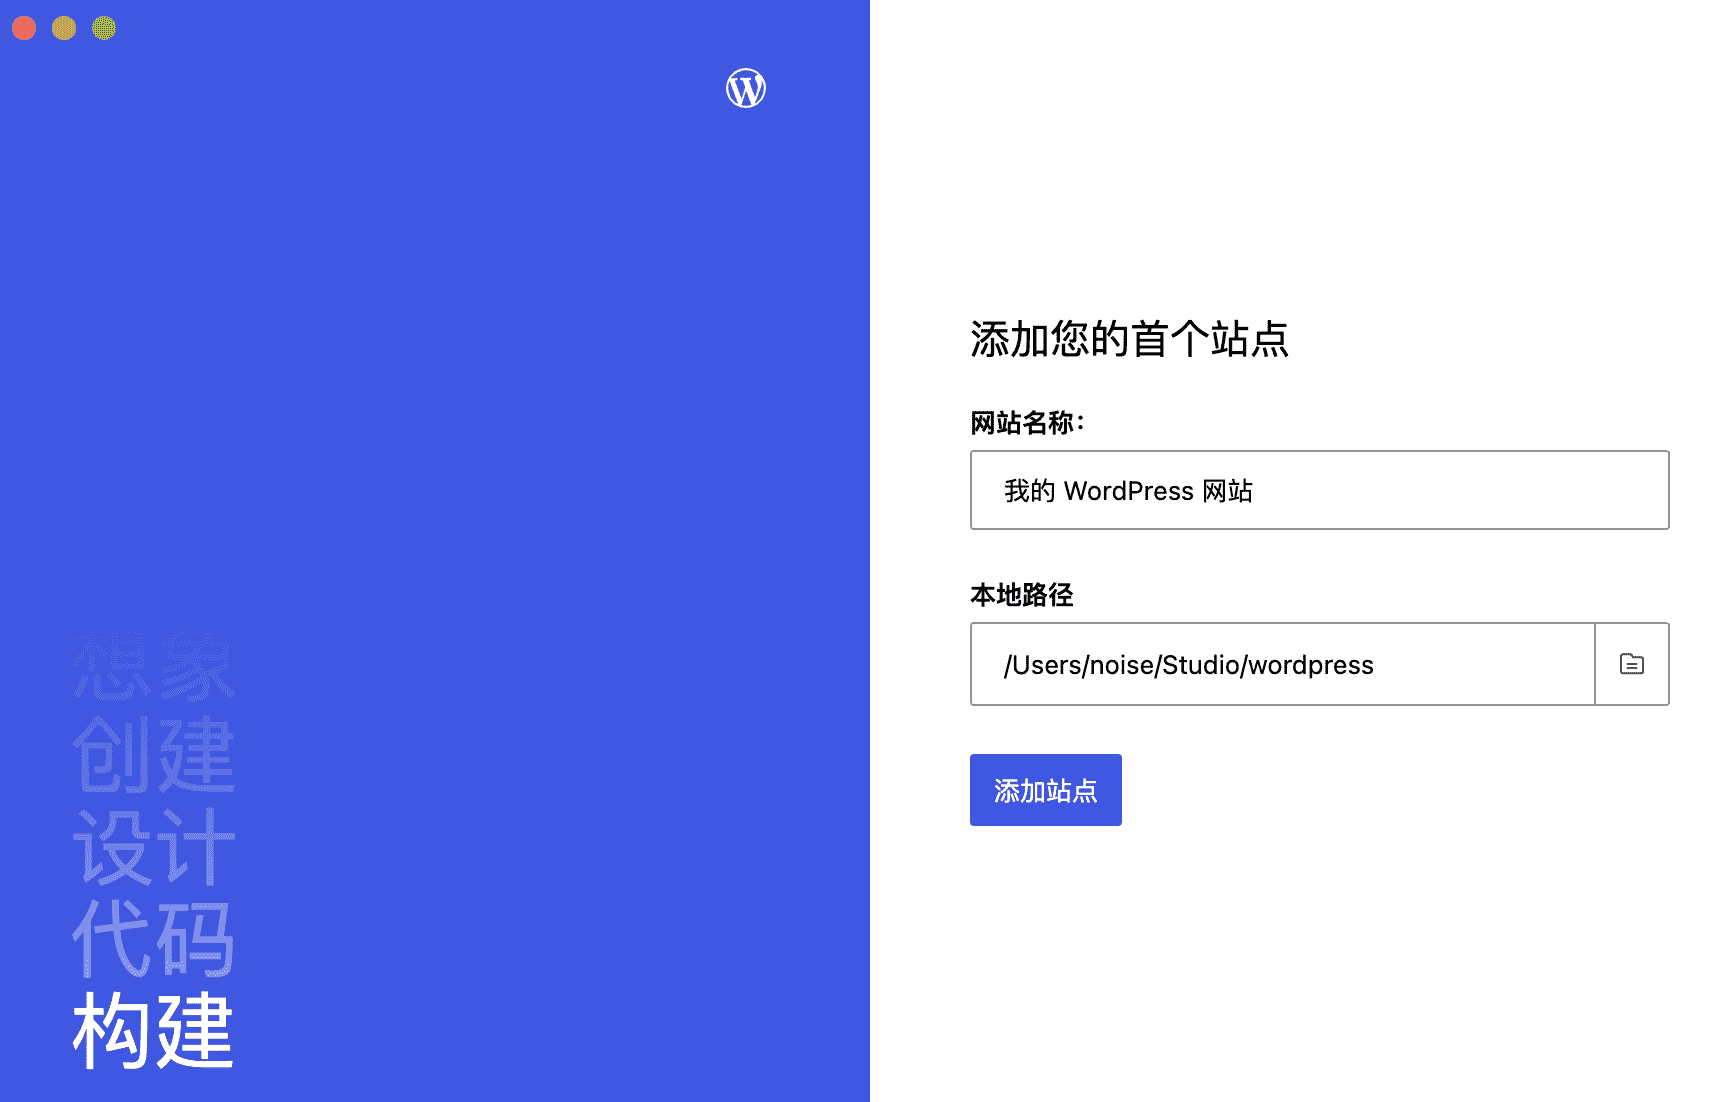 想象
创建
设计
代码
构建
添加您的首个站点
网站名称：
我的 WordPress 网站
本地路径
/Users/noise/Studio/wordpress
添加站点